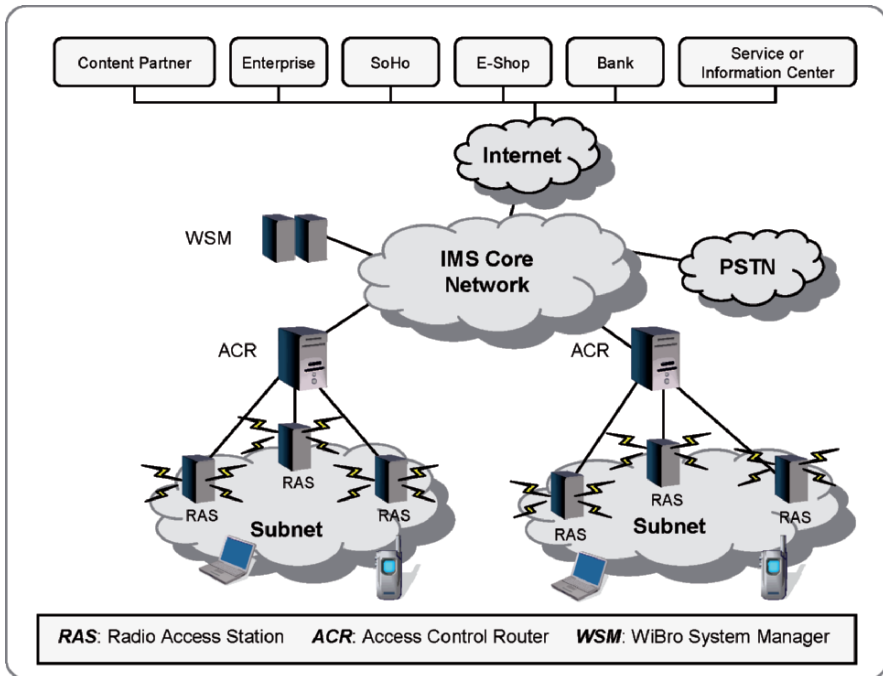 Content Partner
Enterprise
SoHo
E-Shop
Bank
Service or
Information Center
Internet
WSM
IMS Core
Network
PSTN
ACR
ACR
RAS
RAS
RAS
Subnet
RAS
RAS
RAS
Subnet
RAS: Radio Access Station ACR: Access Control Router WSM: WiBro System Manager